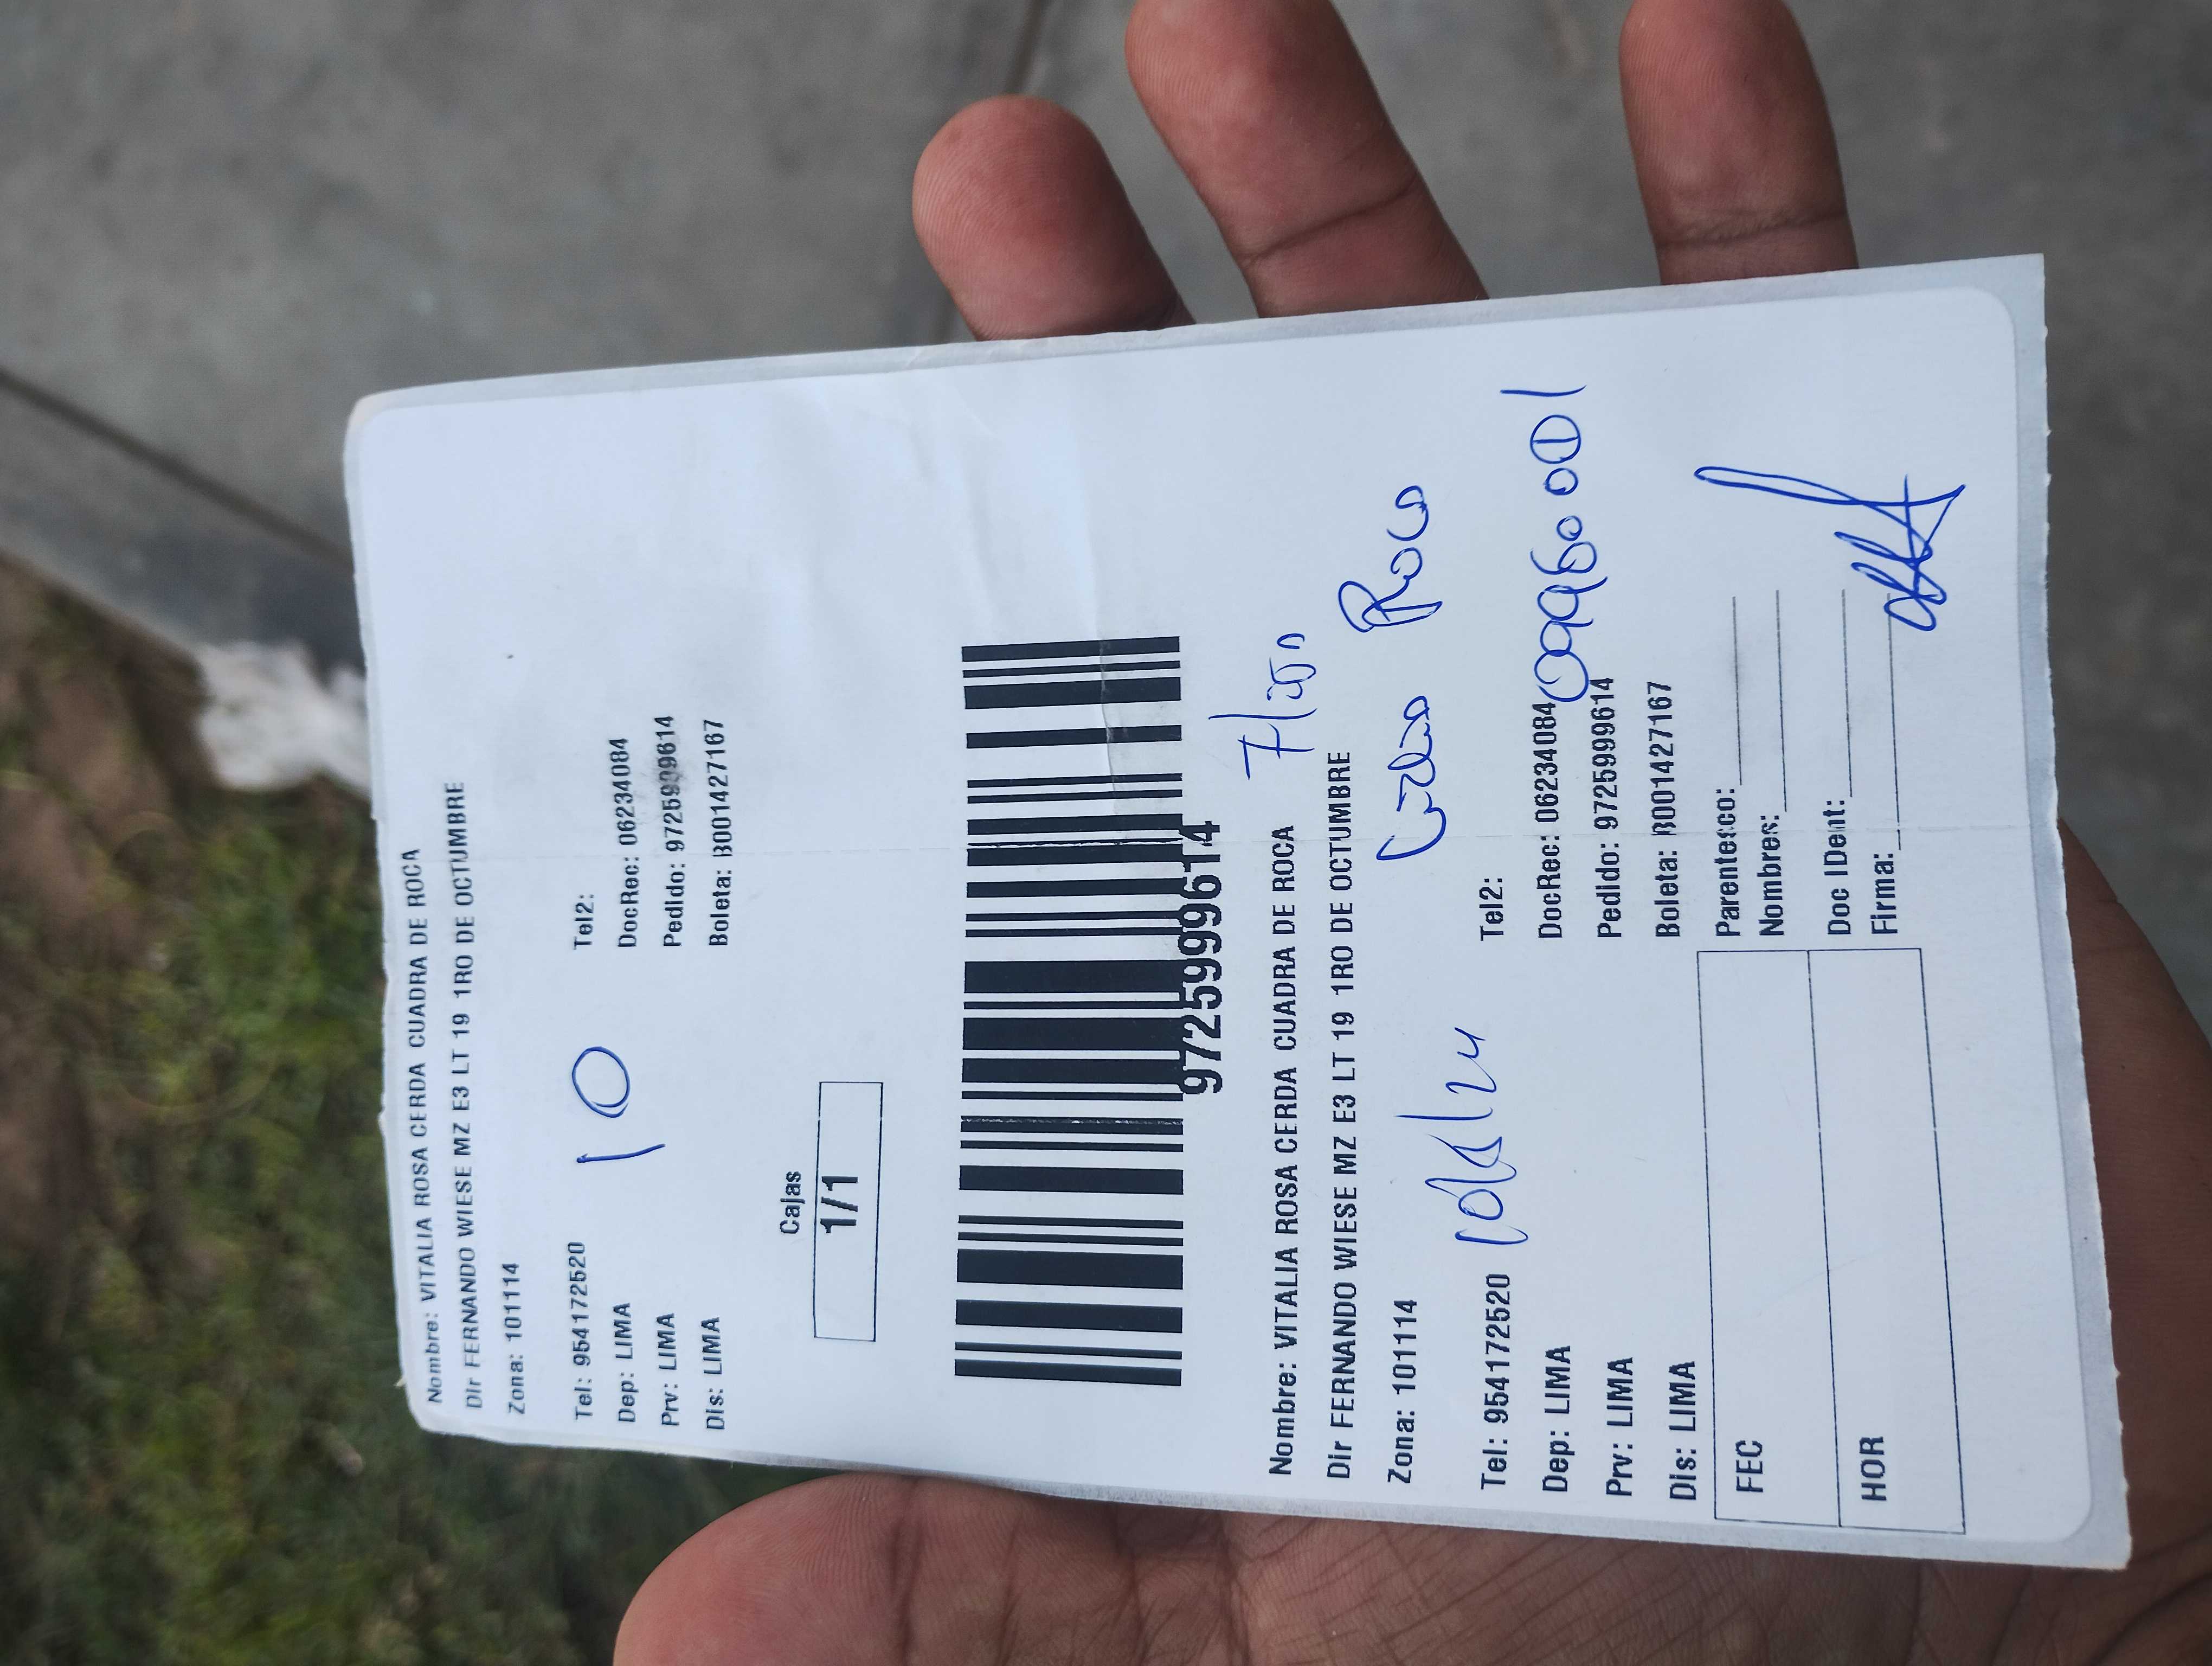 Nombre: VITALIA ROSA CERDA CUADRA DE ROCA
Dir FERNANDO WIESE MZ E3 LT 19 1RO DE OCTUMBRE
Zona: 101114
Tel: 954172520 Tel2:
Dep: LIMA DocRec: 06234084
Prv: LIMA Pedido: 97259999614
Dis: LIMA Boleta: B001427167
10
Cajas
1/1
97259999614
Nombre: VITALIA ROSA CERDA CUADRA DE ROCA
Dir FERNANDO WIESE MZ E3 LT 19 1RO DE OCTUMBRE
Zona: 101114
Roca
Tel: 954172520 Tel2:
Dep: LIMA DocRec: 06234084
Prv: LIMA Pedido: 97259999614
Dis: LIMA Boleta: B001427167
FEC Parentesco:
Nombres:
HOR Doc IDent:
Firma: